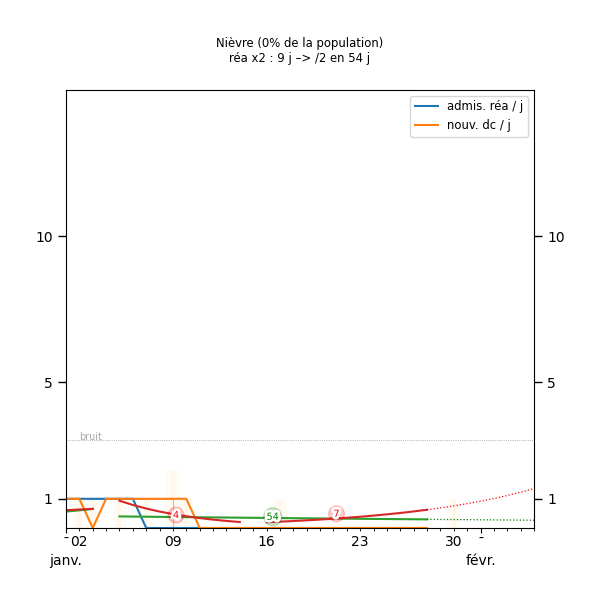 Nièvre (0% de la population)
réa x2 : 9 j –> /2 en 54 j
admis. réa / j
nouv. dc / j
10
10
5
5
bruit
1
1
4
54
7
02
09
16
23
30
janv.
févr.